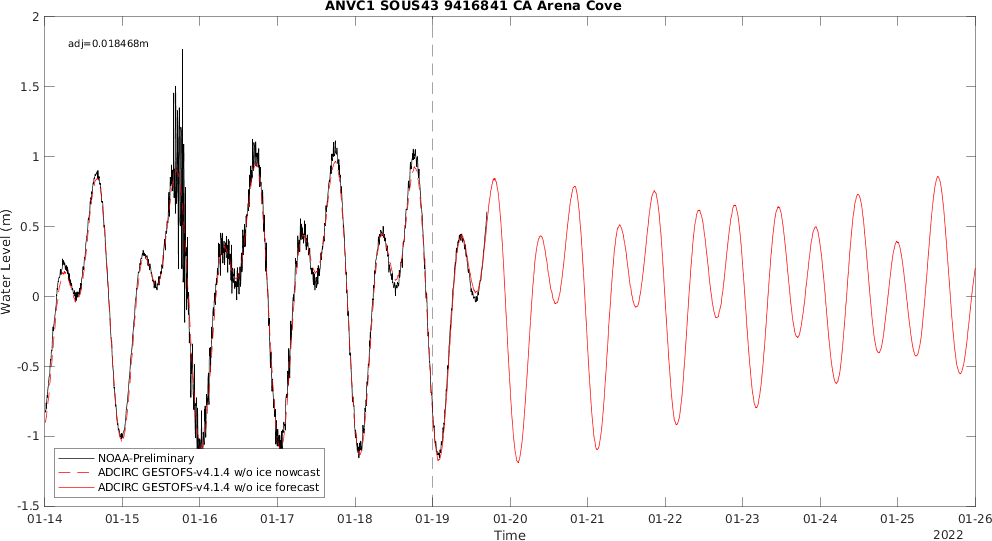 ANVC1 SOUS43 9416841 CA Arena Cove
adj=0.018468m
2
1.5
1
0.5
0
-0.5
-1
-1.5
Water Level (m)
NOAA-Preliminary
ADCIRC GESTOFS-v4.1.4 w/o ice nowcast
ADCIRC GESTOFS-v4.1.4 w/o ice forecast
01-14 01-15 01-16 01-17 01-18 01-19 01-20 01-21 01-22 01-23 01-24 01-25 01-26
Time
2022